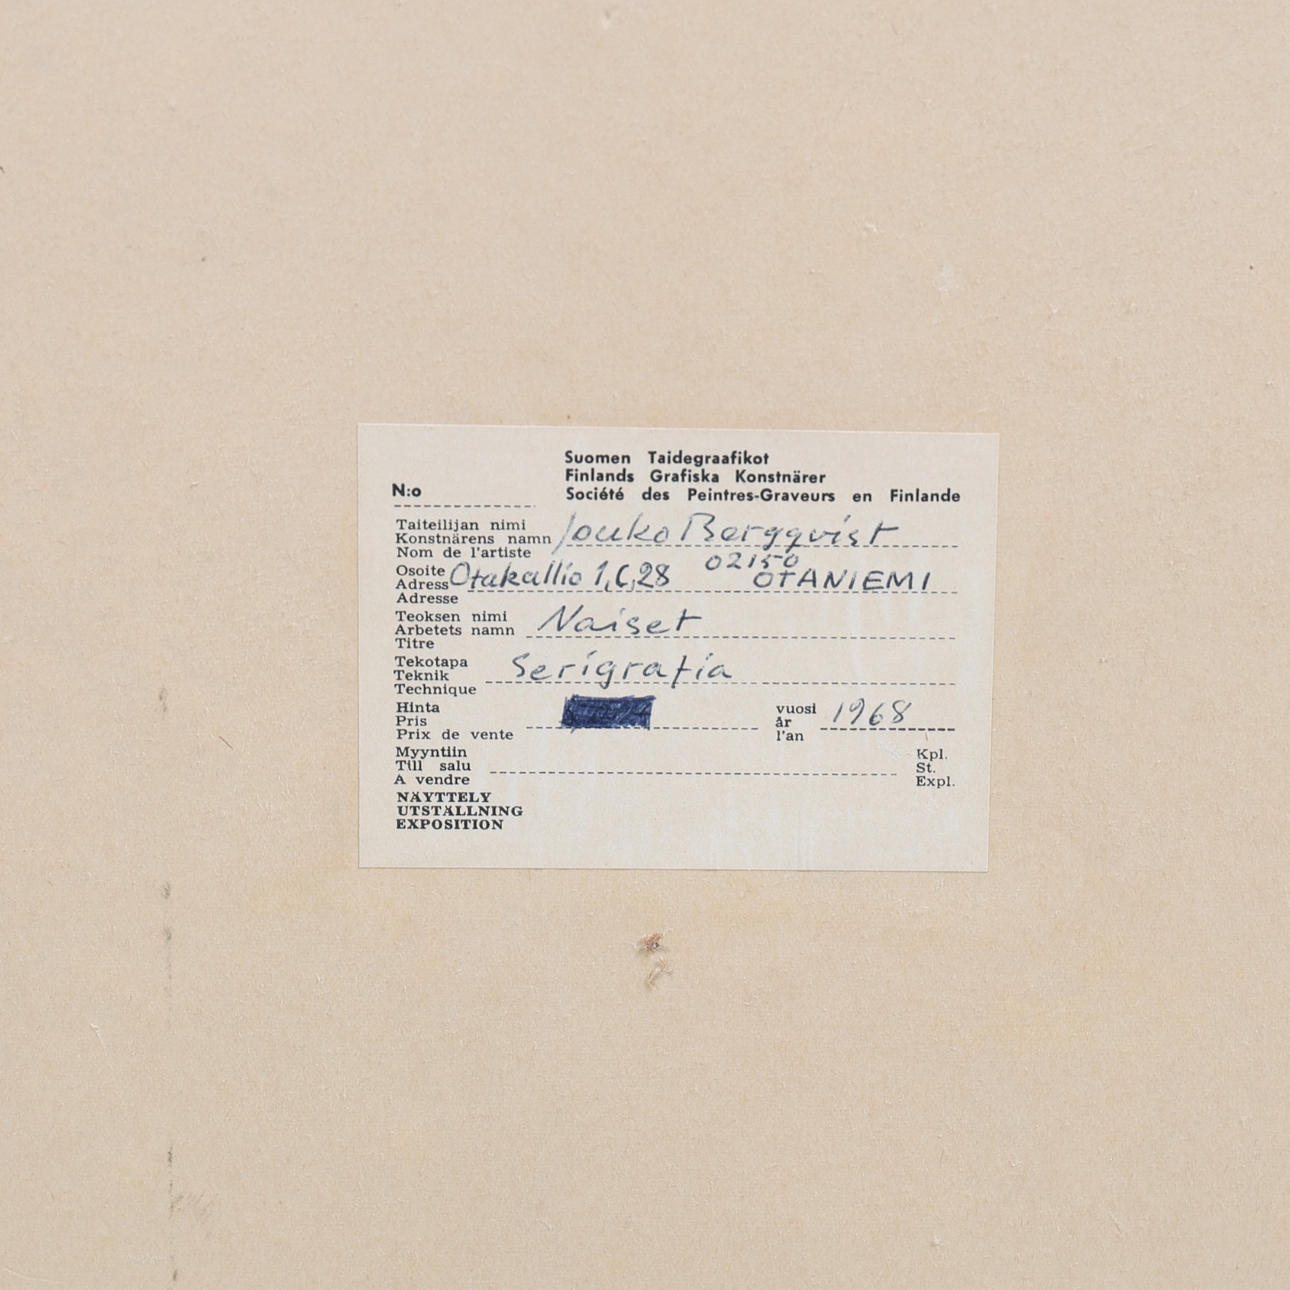 Suomen Taidegraafikot
Finlands Grafiska Konstnärer
N:o Société des Peintres-Graveurs en Finlande
Taiteilijan nimi
Konstnärens namn Jouko Bergqvist
Nom de l'artiste
Osoite 02150
Adress Otakallio 1, C, 28 OTANIEMI
Adresse
Teoksen nimi
Arbetets namn Naiset
Titre
Tekotapa
Teknik Serigrafia
Technique
Hinta vuosi
Pris år 1968
Prix de vente l'an
Myyntiin Kpl.
Till salu St.
A vendre Expl.
NÄYTTELY
UTSTÄLLNING
EXPOSITION